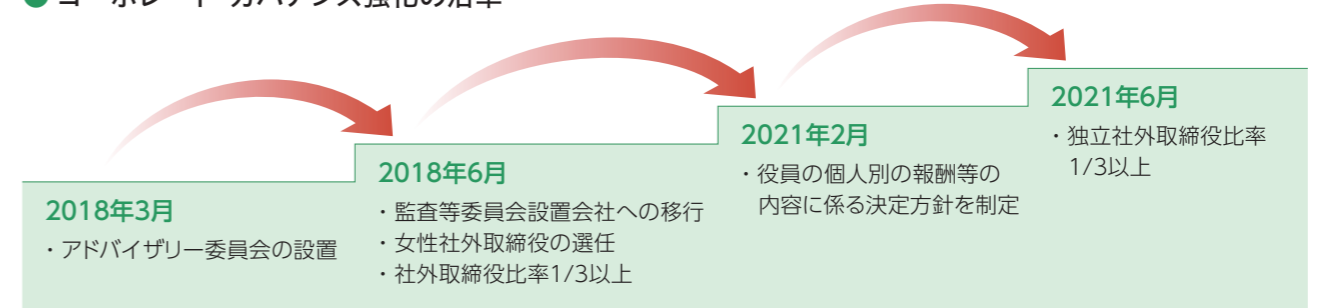 2018年3月
・アドバイザリー委員会の設置
2018年6月
・監査等委員会設置会社への移行
・女性社外取締役の選任
・社外取締役比率1/3以上
2021年2月
・役員の個人別の報酬等の
内容に係る決定方針を制定
2021年6月
・独立社外取締役比率
1/3以上